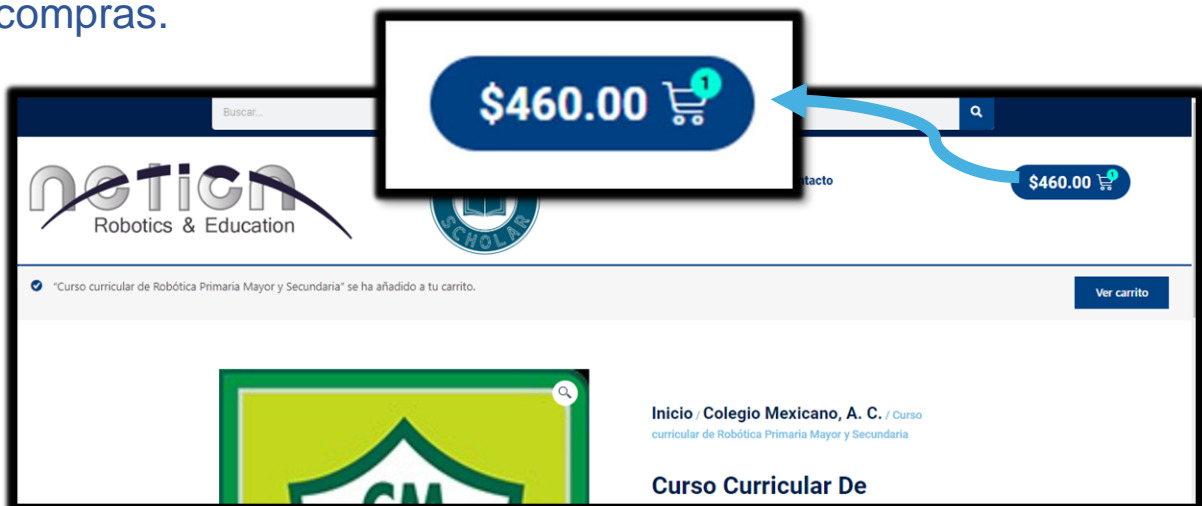 compras.
$460.00 1
Buscar...
netica
Robotics & Education
SCHOLAR
$460.00 1
"Curso curricular de Robótica Primaria Mayor y Secundaria" se ha añadido a tu carrito.
Ver carrito
Inicio / Colegio Mexicano, A. C. / Curso
curricular de Robótica Primaria Mayor y Secundaria
CM
Curso Curricular De